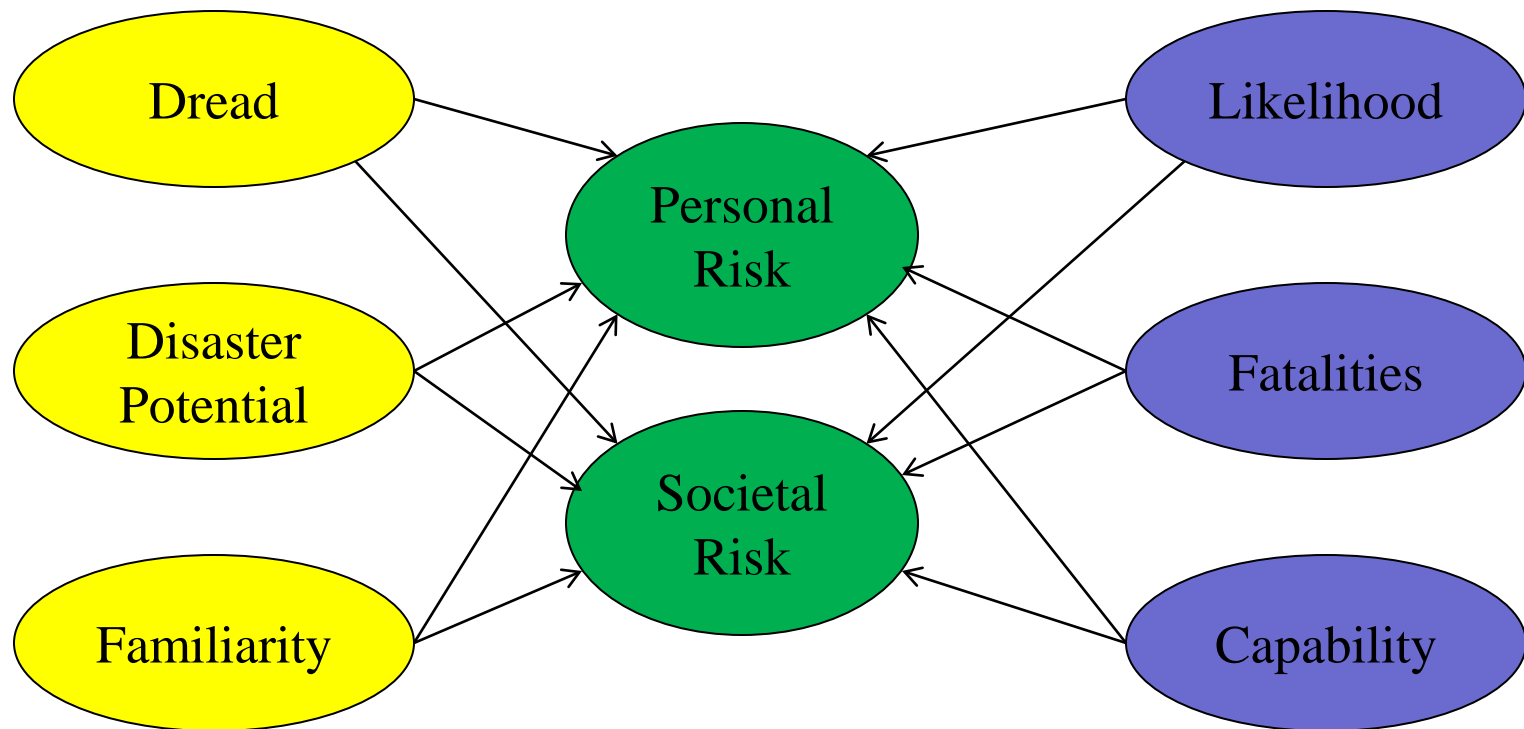 Dread
Disaster
Potential
Familiarity
Personal
Risk
Societal
Risk
Likelihood
Fatalities
Capability